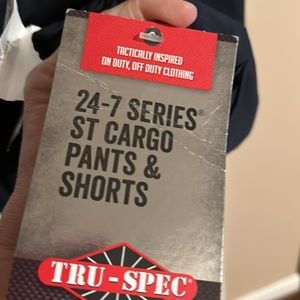 TACTICALLY INSPIRED
ON DUTY, OFF DUTY CLOTHING
24-7 SERIES®
ST CARGO
PANTS &
SHORTS
TRU-SPEC®